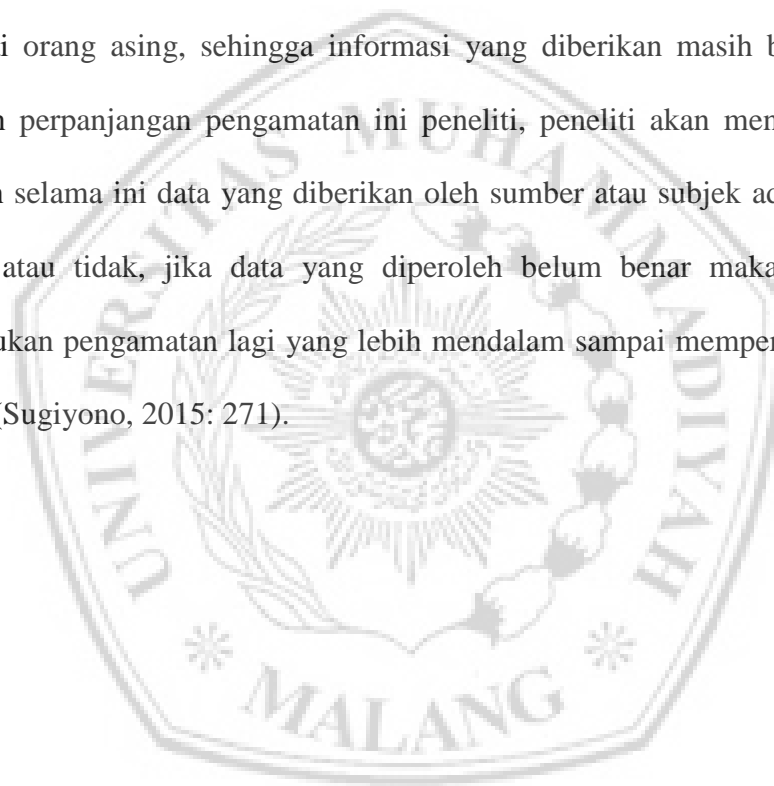 i orang asing, sehingga informasi yang diberikan masih b
perpanjangan pengamatan ini peneliti, peneliti akan men
selama ini data yang diberikan oleh sumber atau subjek ad
atau tidak, jika data yang diperoleh belum benar maka
ukan pengamatan lagi yang lebih mendalam sampai memper
(Sugiyono, 2015: 271).
UNIVERSITAS MUHAMMADIYAH
MALANG